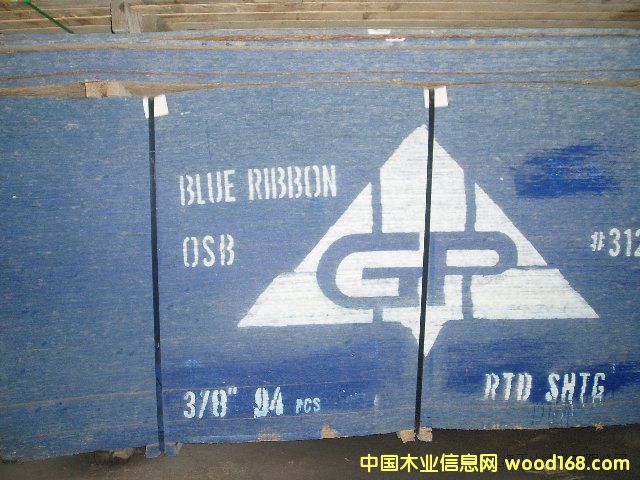 BLUE RIBBON
OSB
GP
#312
3/8" 94 PCS
RTD SHTG
中国木业信息网 wood168.com